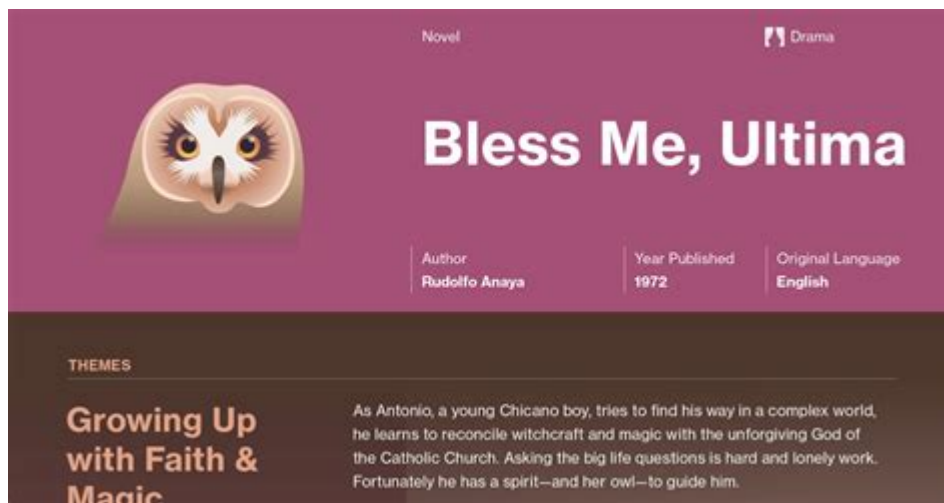 Novel
Drama
Bless Me, Ultima
Author
Rudolfo Anaya
Year Published
1972
Original Language
English
THEMES
Growing Up
with Faith &
Magic
As Antonio, a young Chicano boy, tries to find his way in a complex world,
he learns to reconcile witchcraft and magic with the unforgiving God of
the Catholic Church. Asking the big life questions is hard and lonely work.
Fortunately he has a spirit—and her owl—to guide him.